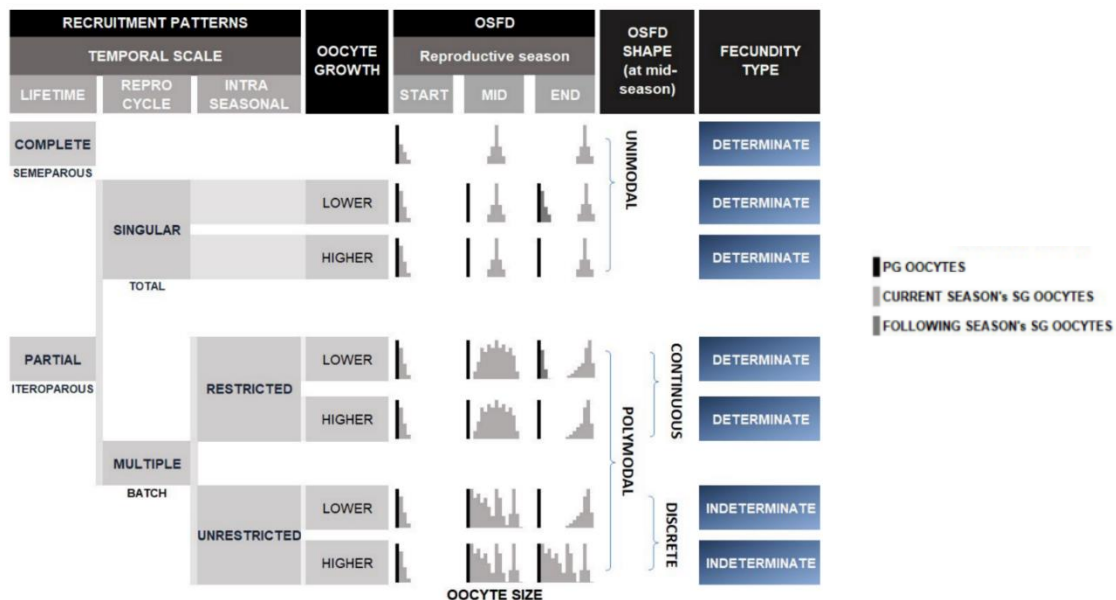 RECRUITMENT PATTERNS
TEMPORAL SCALE
LIFETIME
REPRO
CYCLE
INTRA
SEASONAL
OOCYTE
GROWTH
OSFD
Reproductive season
START
MID
END
OSFD
SHAPE
(at mid-
season)
FECUNDITY
TYPE
COMPLETE
SEMEPAROUS
DETERMINATE
SINGULAR
TOTAL
LOWER
DETERMINATE
HIGHER
DETERMINATE
UNIMODAL
PARTIAL
ITEROPAROUS
RESTRICTED
LOWER
DETERMINATE
HIGHER
DETERMINATE
CONTINUOUS
POLYMODAL
MULTIPLE
BATCH
UNRESTRICTED
LOWER
INDETERMINATE
HIGHER
INDETERMINATE
DISCRETE
OOCYTE SIZE
PG OOCYTES
CURRENT SEASON's SG OOCYTES
FOLLOWING SEASON's SG OOCYTES